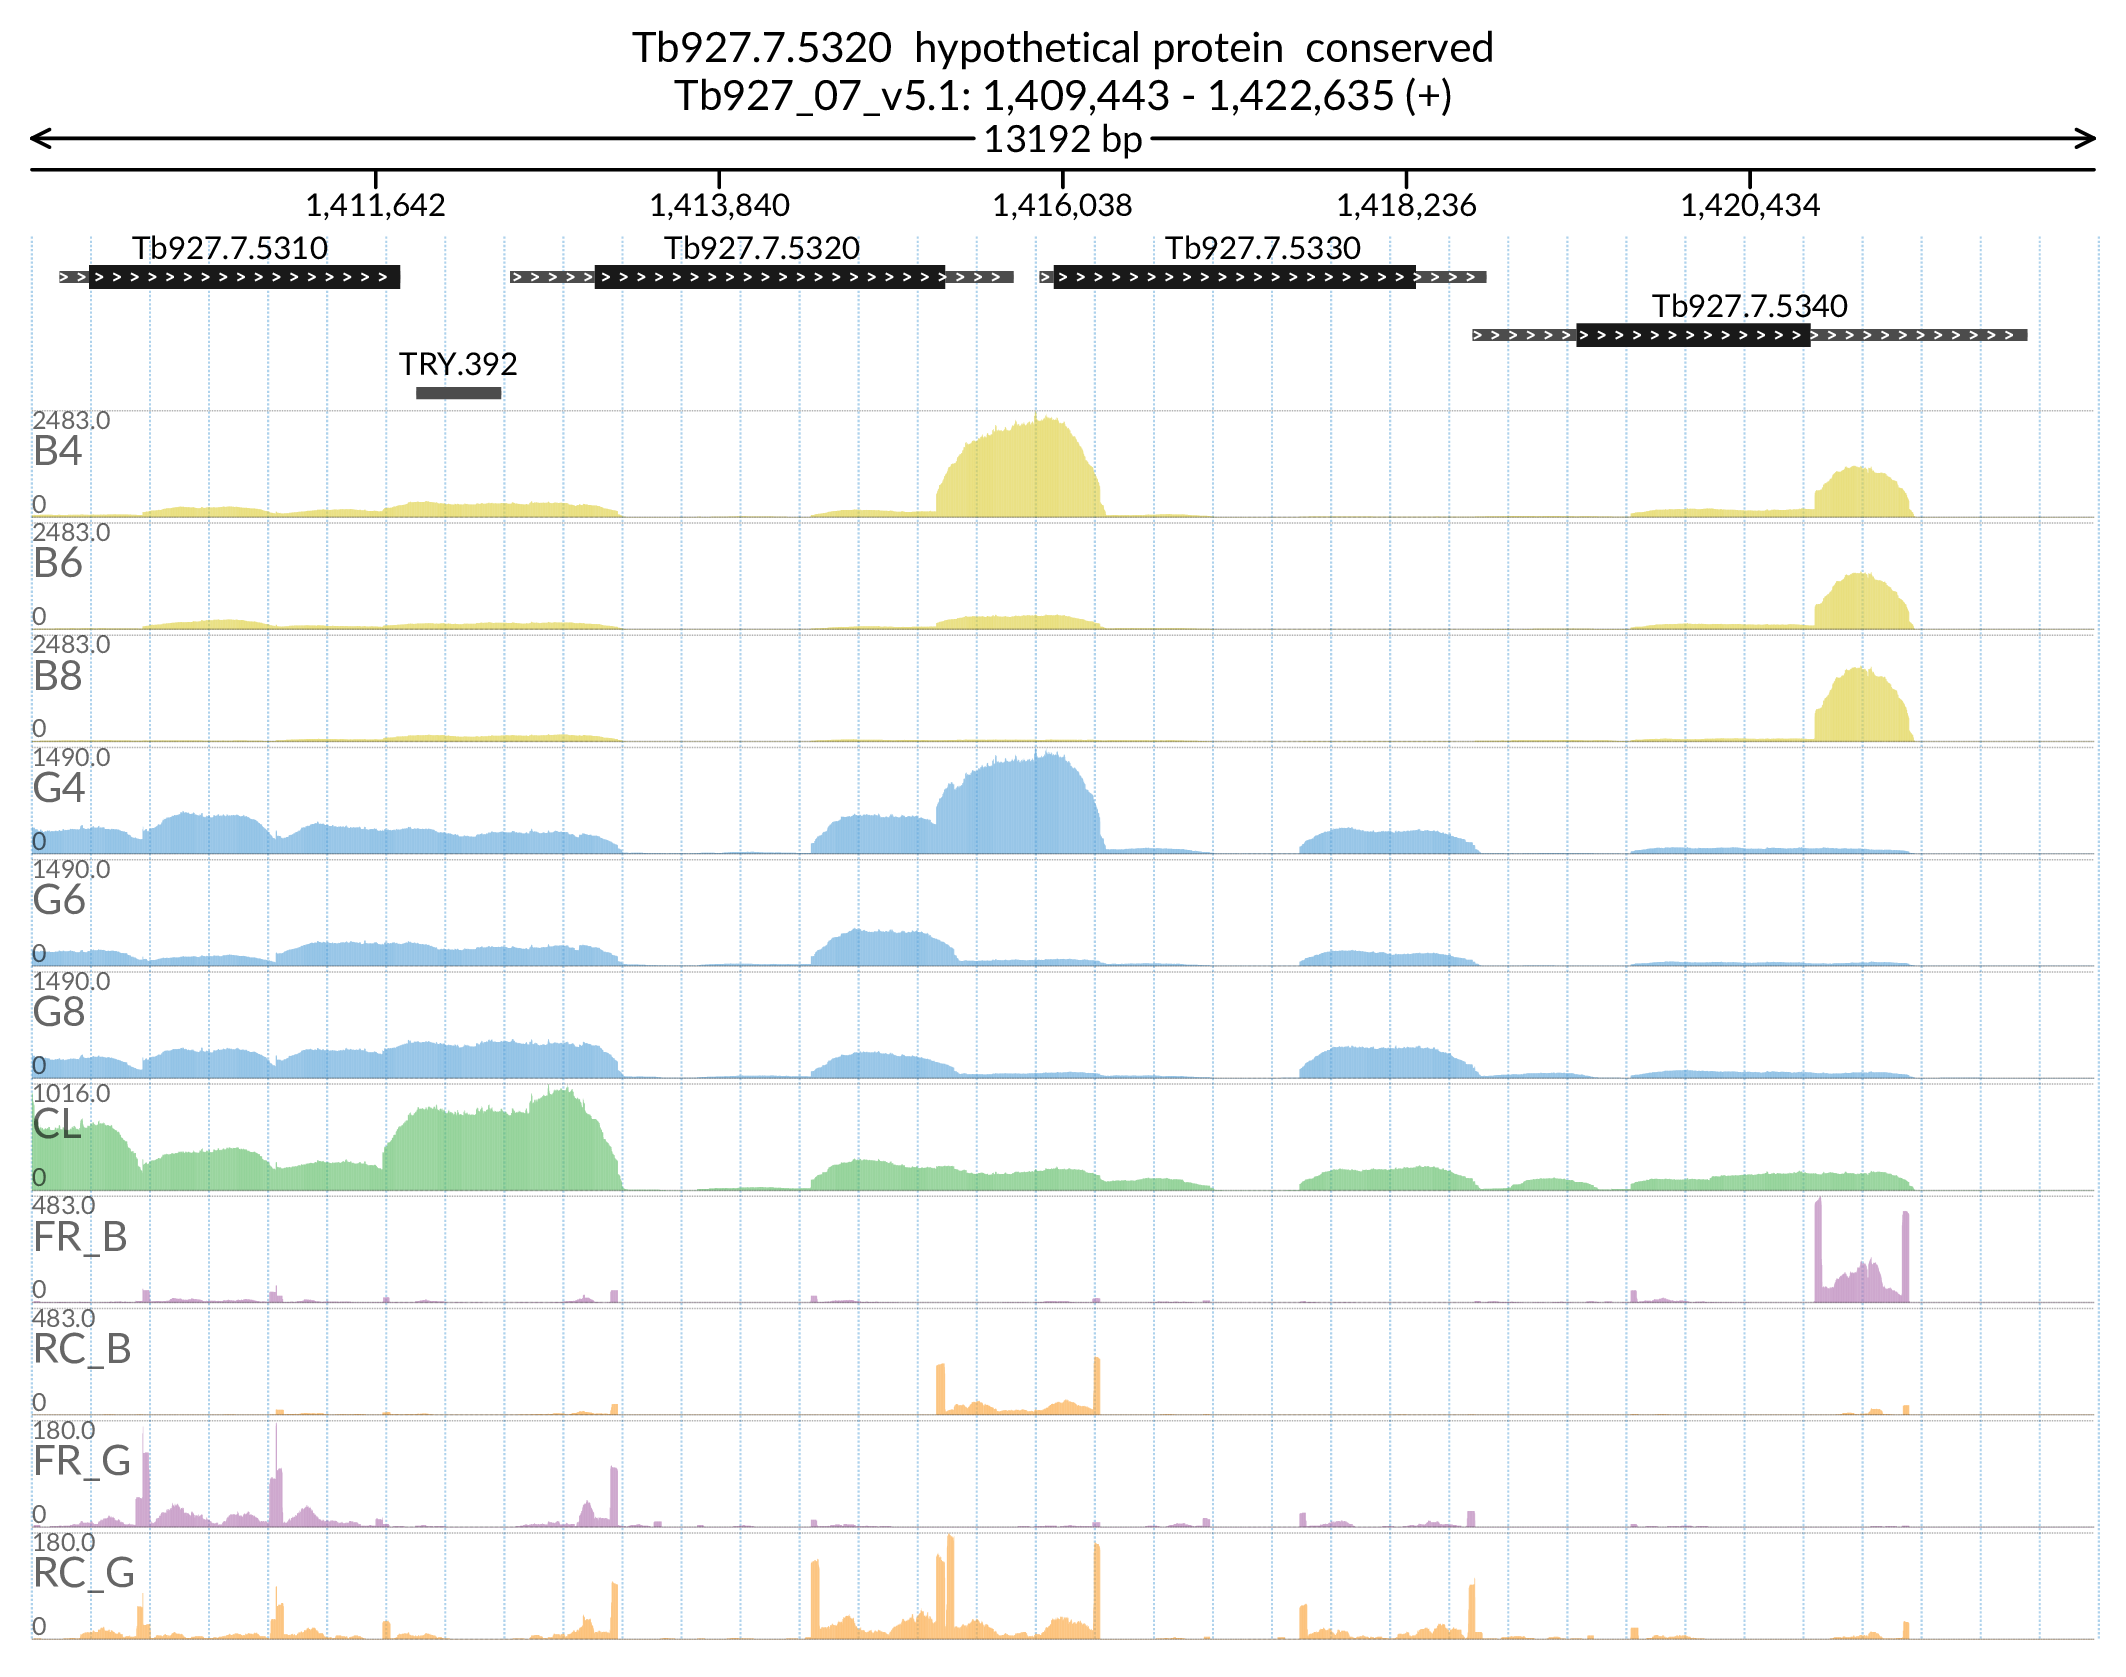 Tb927.7.5320  hypothetical protein  conserved
Tb927_07_v5.1: 1,409,443 - 1,422,635 (+)
13192 bp
1,411,642 1,413,840 1,416,038 1,418,236 1,420,434
Tb927.7.5310 Tb927.7.5320 Tb927.7.5330
Tb927.7.5340
TRY.392
2483.0
B4
0
2483.0
B6
0
2483.0
B8
0
1490.0
G4
0
1490.0
G6
0
1490.0
G8
0
1016.0
CL
0
483.0
FR_B
0
483.0
RC_B
0
180.0
FR_G
0
180.0
RC_G
0